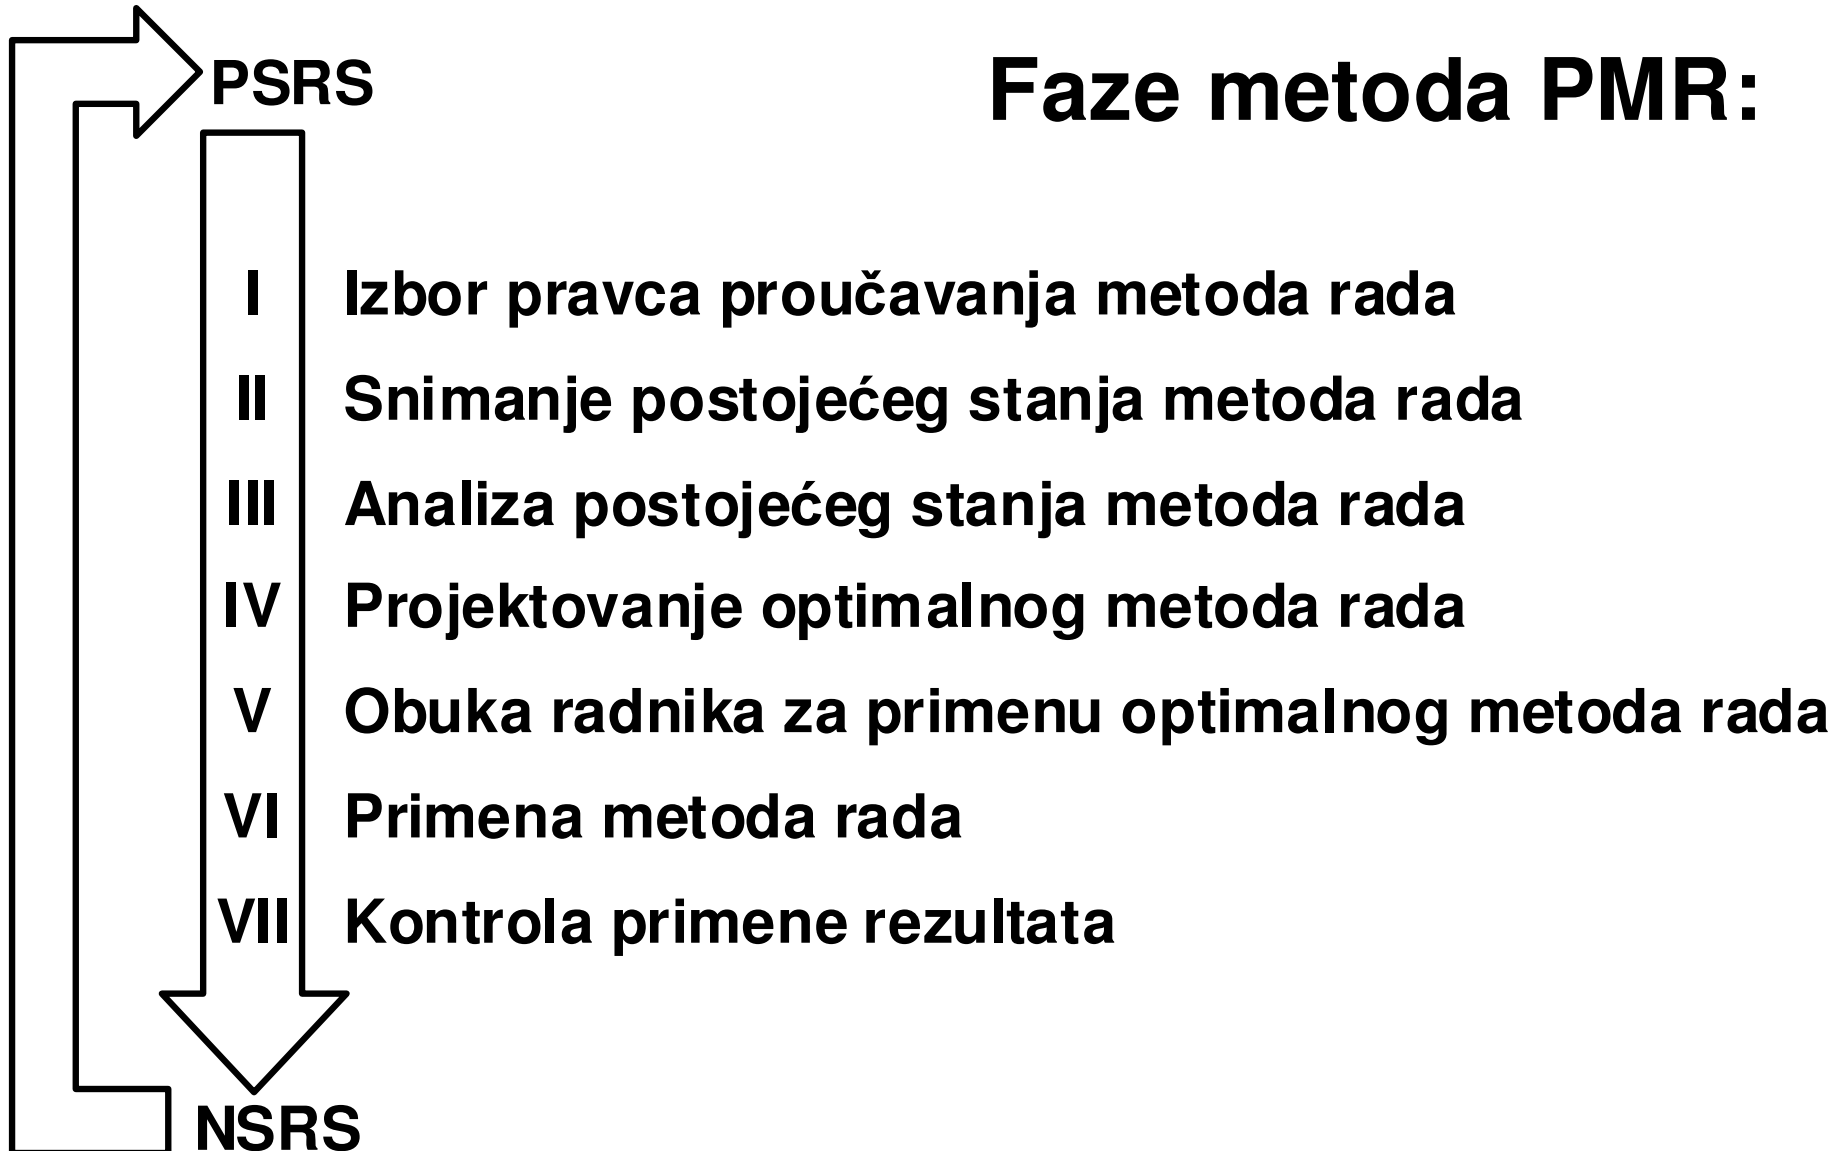 PSRS
Faze metoda PMR:
I Izbor pravca proučavanja metoda rada
II Snimanje postojećeg stanja metoda rada
III Analiza postojećeg stanja metoda rada
IV Projektovanje optimalnog metoda rada
V Obuka radnika za primenu optimalnog metoda rada
VI Primena metoda rada
VII Kontrola primene rezultata
NSRS